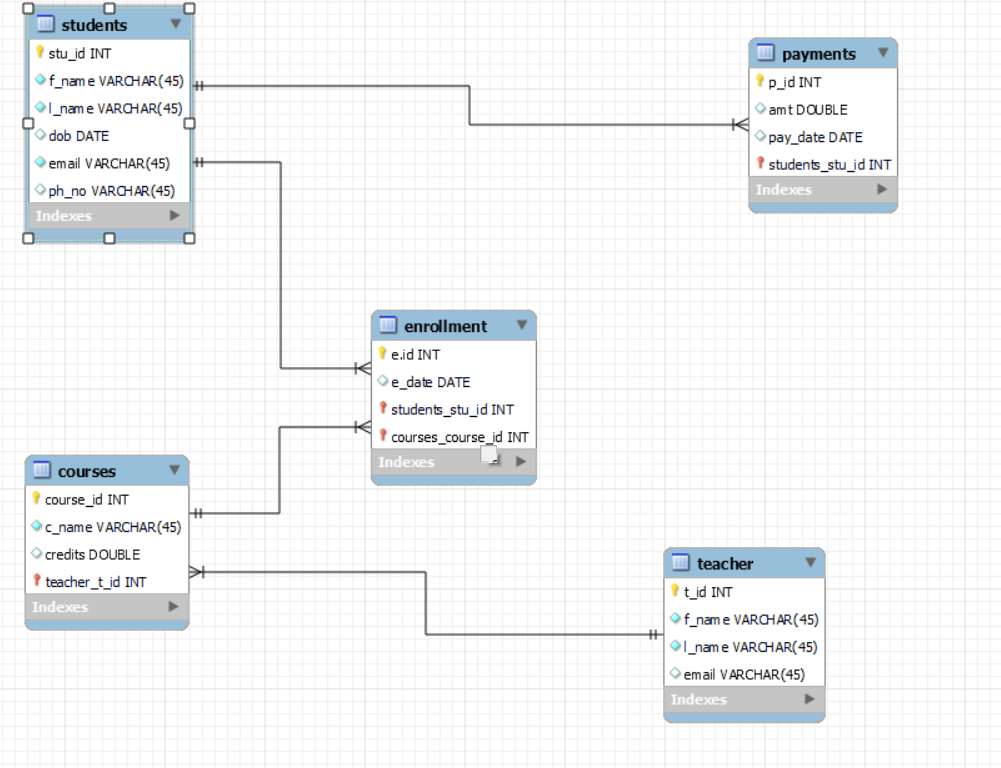 students
stu_id INT
f_name VARCHAR(45)
l_name VARCHAR(45)
dob DATE
email VARCHAR(45)
ph_no VARCHAR(45)
Indexes
payments
p_id INT
amt DOUBLE
pay_date DATE
students_stu_id INT
Indexes
enrollment
e.id INT
e_date DATE
students_stu_id INT
courses_course_id INT
Indexes
courses
course_id INT
c_name VARCHAR(45)
credits DOUBLE
teacher_t_id INT
Indexes
teacher
t_id INT
f_name VARCHAR(45)
l_name VARCHAR(45)
email VARCHAR(45)
Indexes